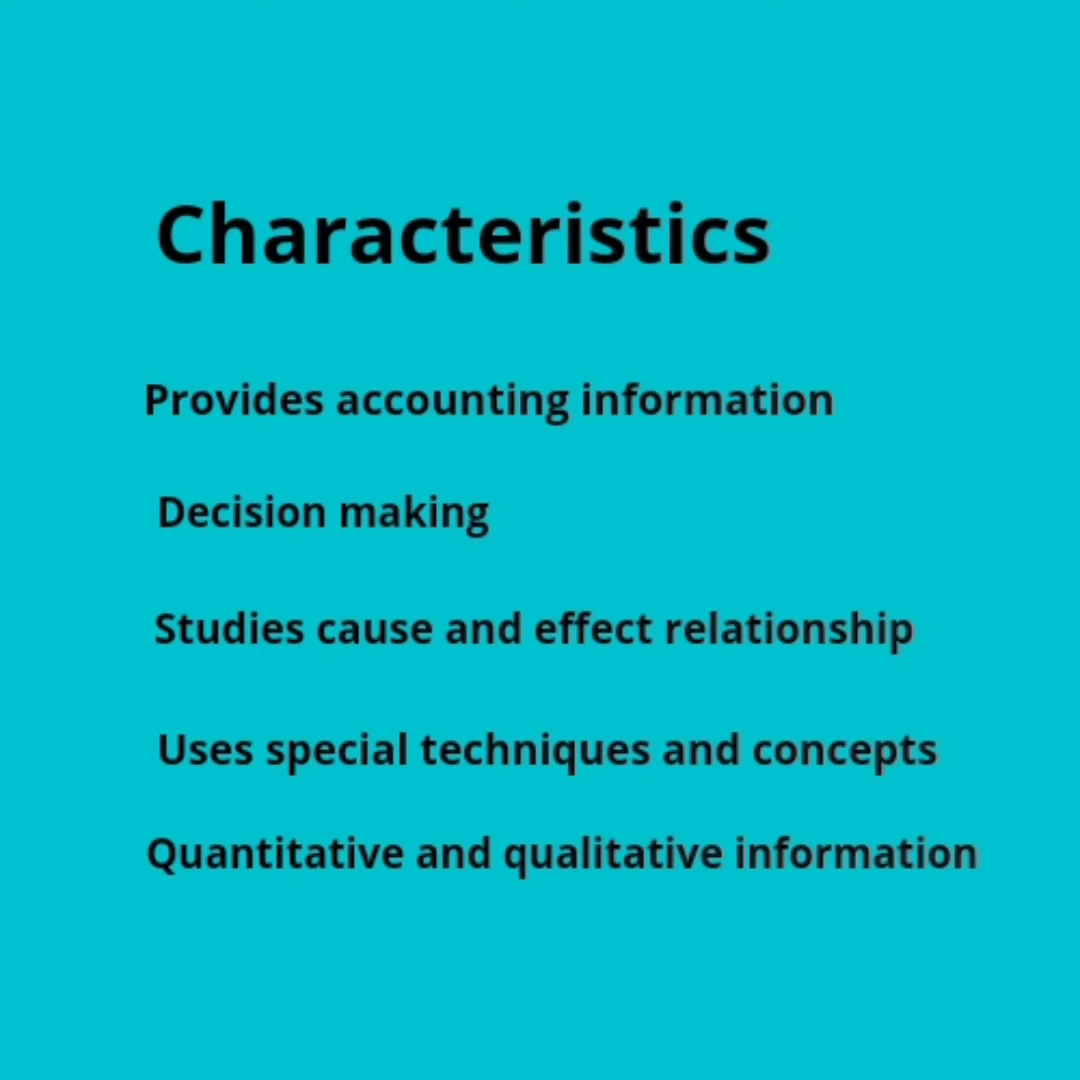 Characteristics
Provides accounting information
Decision making
Studies cause and effect relationship
Uses special techniques and concepts
Quantitative and qualitative information